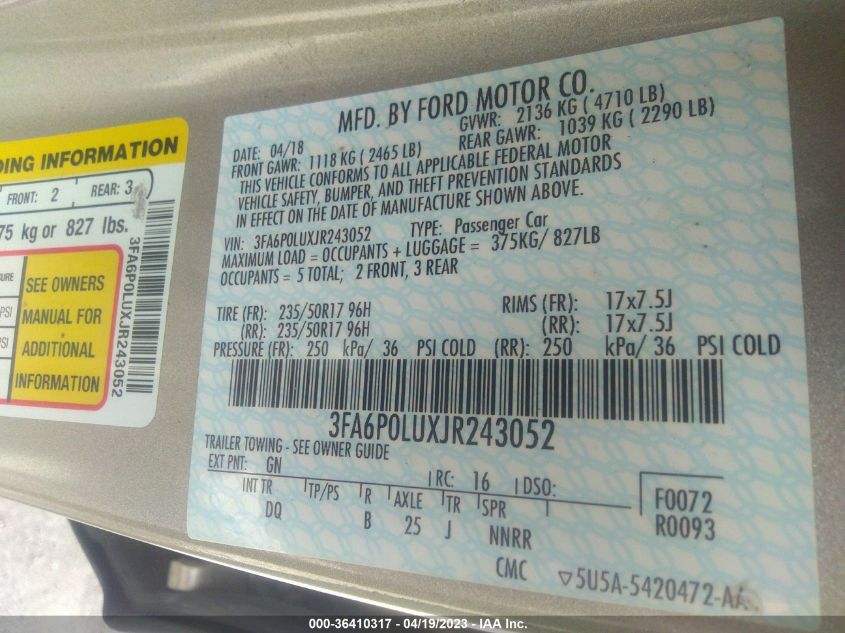 DING INFORMATION
FRONT: 2 REAR: 3
75 kg or 827 lbs.
SURE
PSI
PSI
SEE OWNERS
MANUAL FOR
ADDITIONAL
INFORMATION
3FA6P0LUXJR243052
MFD. BY FORD MOTOR CO.
DATE: 04/18 GVWR: 2136 KG ( 4710 LB)
FRONT GAWR: 1118 KG ( 2465 LB) REAR GAWR: 1039 KG ( 2290 LB)
THIS VEHICLE CONFORMS TO ALL APPLICABLE FEDERAL MOTOR
VEHICLE SAFETY, BUMPER, AND THEFT PREVENTION STANDARDS
IN EFFECT ON THE DATE OF MANUFACTURE SHOWN ABOVE.
VIN: 3FA6P0LUXJR243052 TYPE: Passenger Car
MAXIMUM LOAD = OCCUPANTS + LUGGAGE = 375KG/ 827LB
OCCUPANTS = 5 TOTAL; 2 FRONT, 3 REAR
TIRE (FR): 235/50R17 96H RIMS (FR): 17x7.5J
(RR): 235/50R17 96H (RR): 17x7.5J
PRESSURE (FR): 250 kPa/ 36 PSI COLD (RR): 250 kPa/ 36 PSI COLD
3FA6P0LUXJR243052
TRAILER TOWING - SEE OWNER GUIDE
EXT PNT: GN RC: 16 DSO:
INT TR TP/PS R AXLE TR SPR
DQ B 25 J NNRR
F0072
R0093
CMC ▽5U5A-5420472-AA
000-36410317 - 04/19/2023 - IAA Inc.